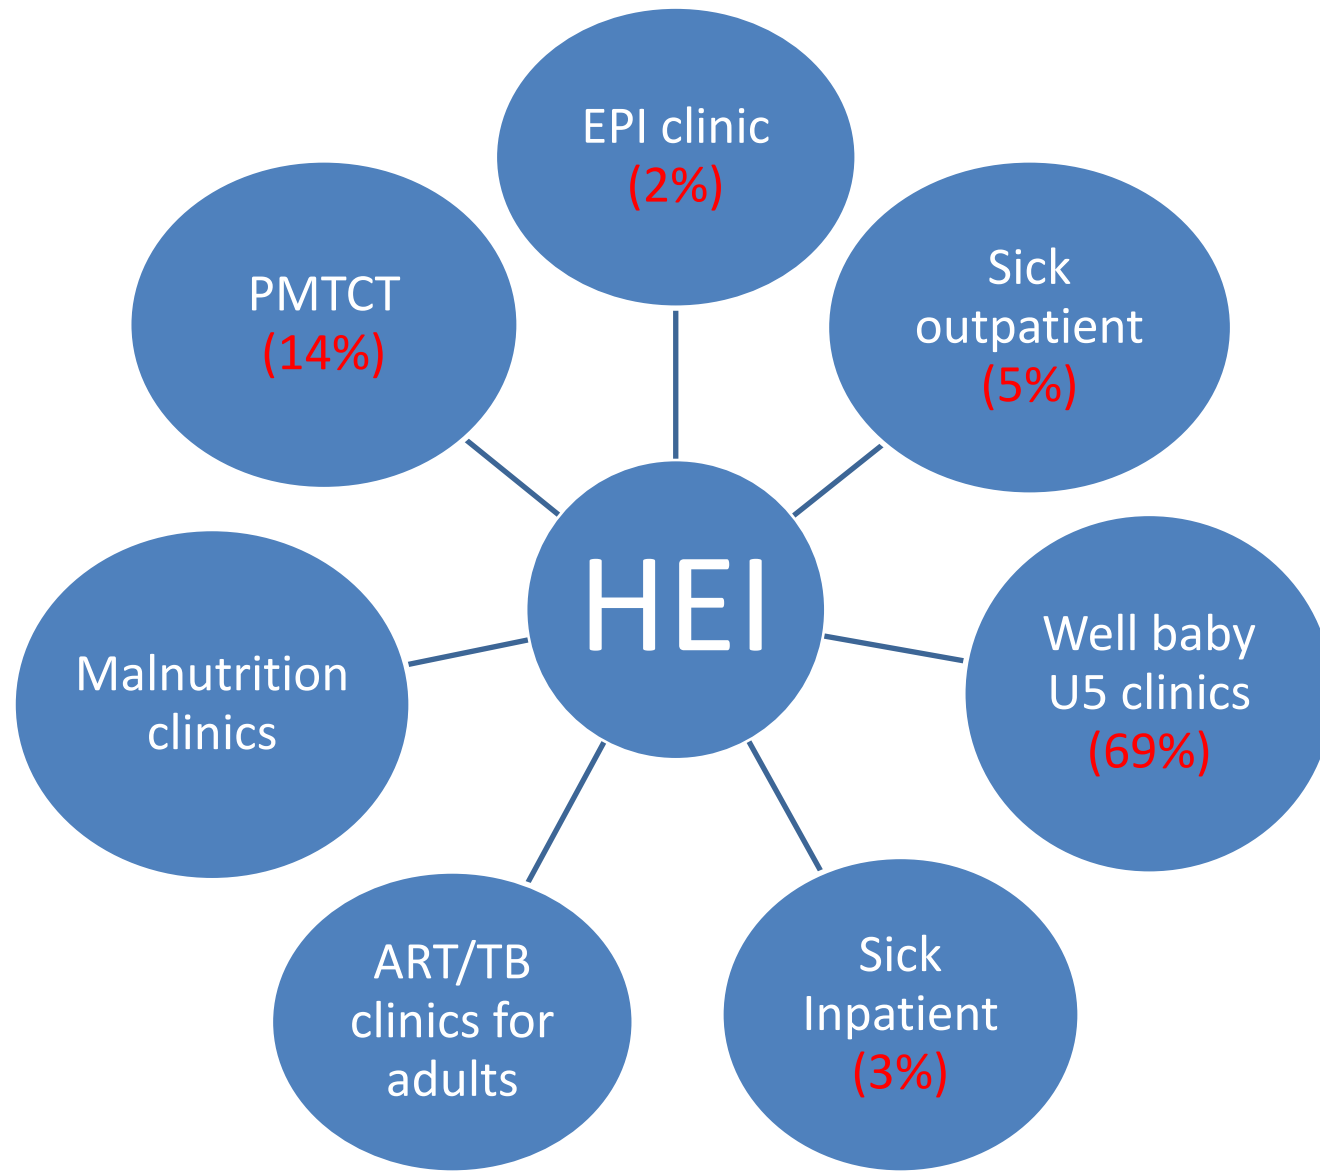 EPI clinic
(2%)
Sick
outpatient
(5%)
Well baby
U5 clinics
(69%)
Sick
Inpatient
(3%)
ART/TB
clinics for
adults
Malnutrition
clinics
PMTCT
(14%)
HEI